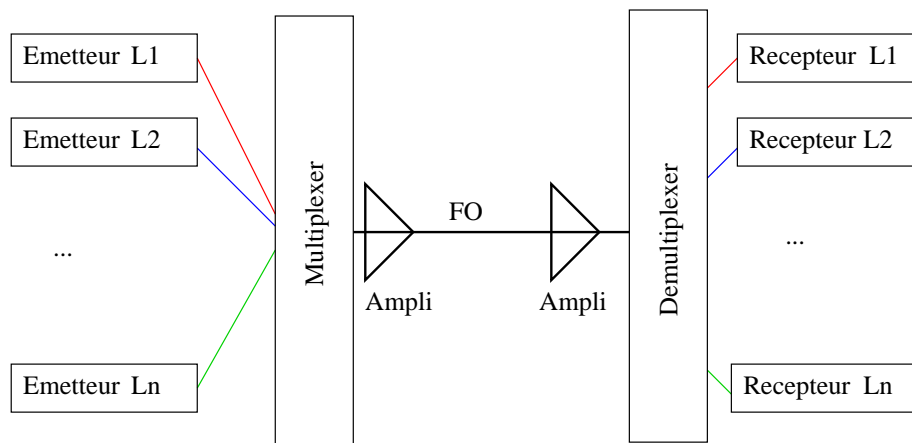 Emetteur L1
Emetteur L2
...
Emetteur Ln
Multiplexer
Ampli
FO
Ampli
Demultiplexer
Recepteur L1
Recepteur L2
...
Recepteur Ln